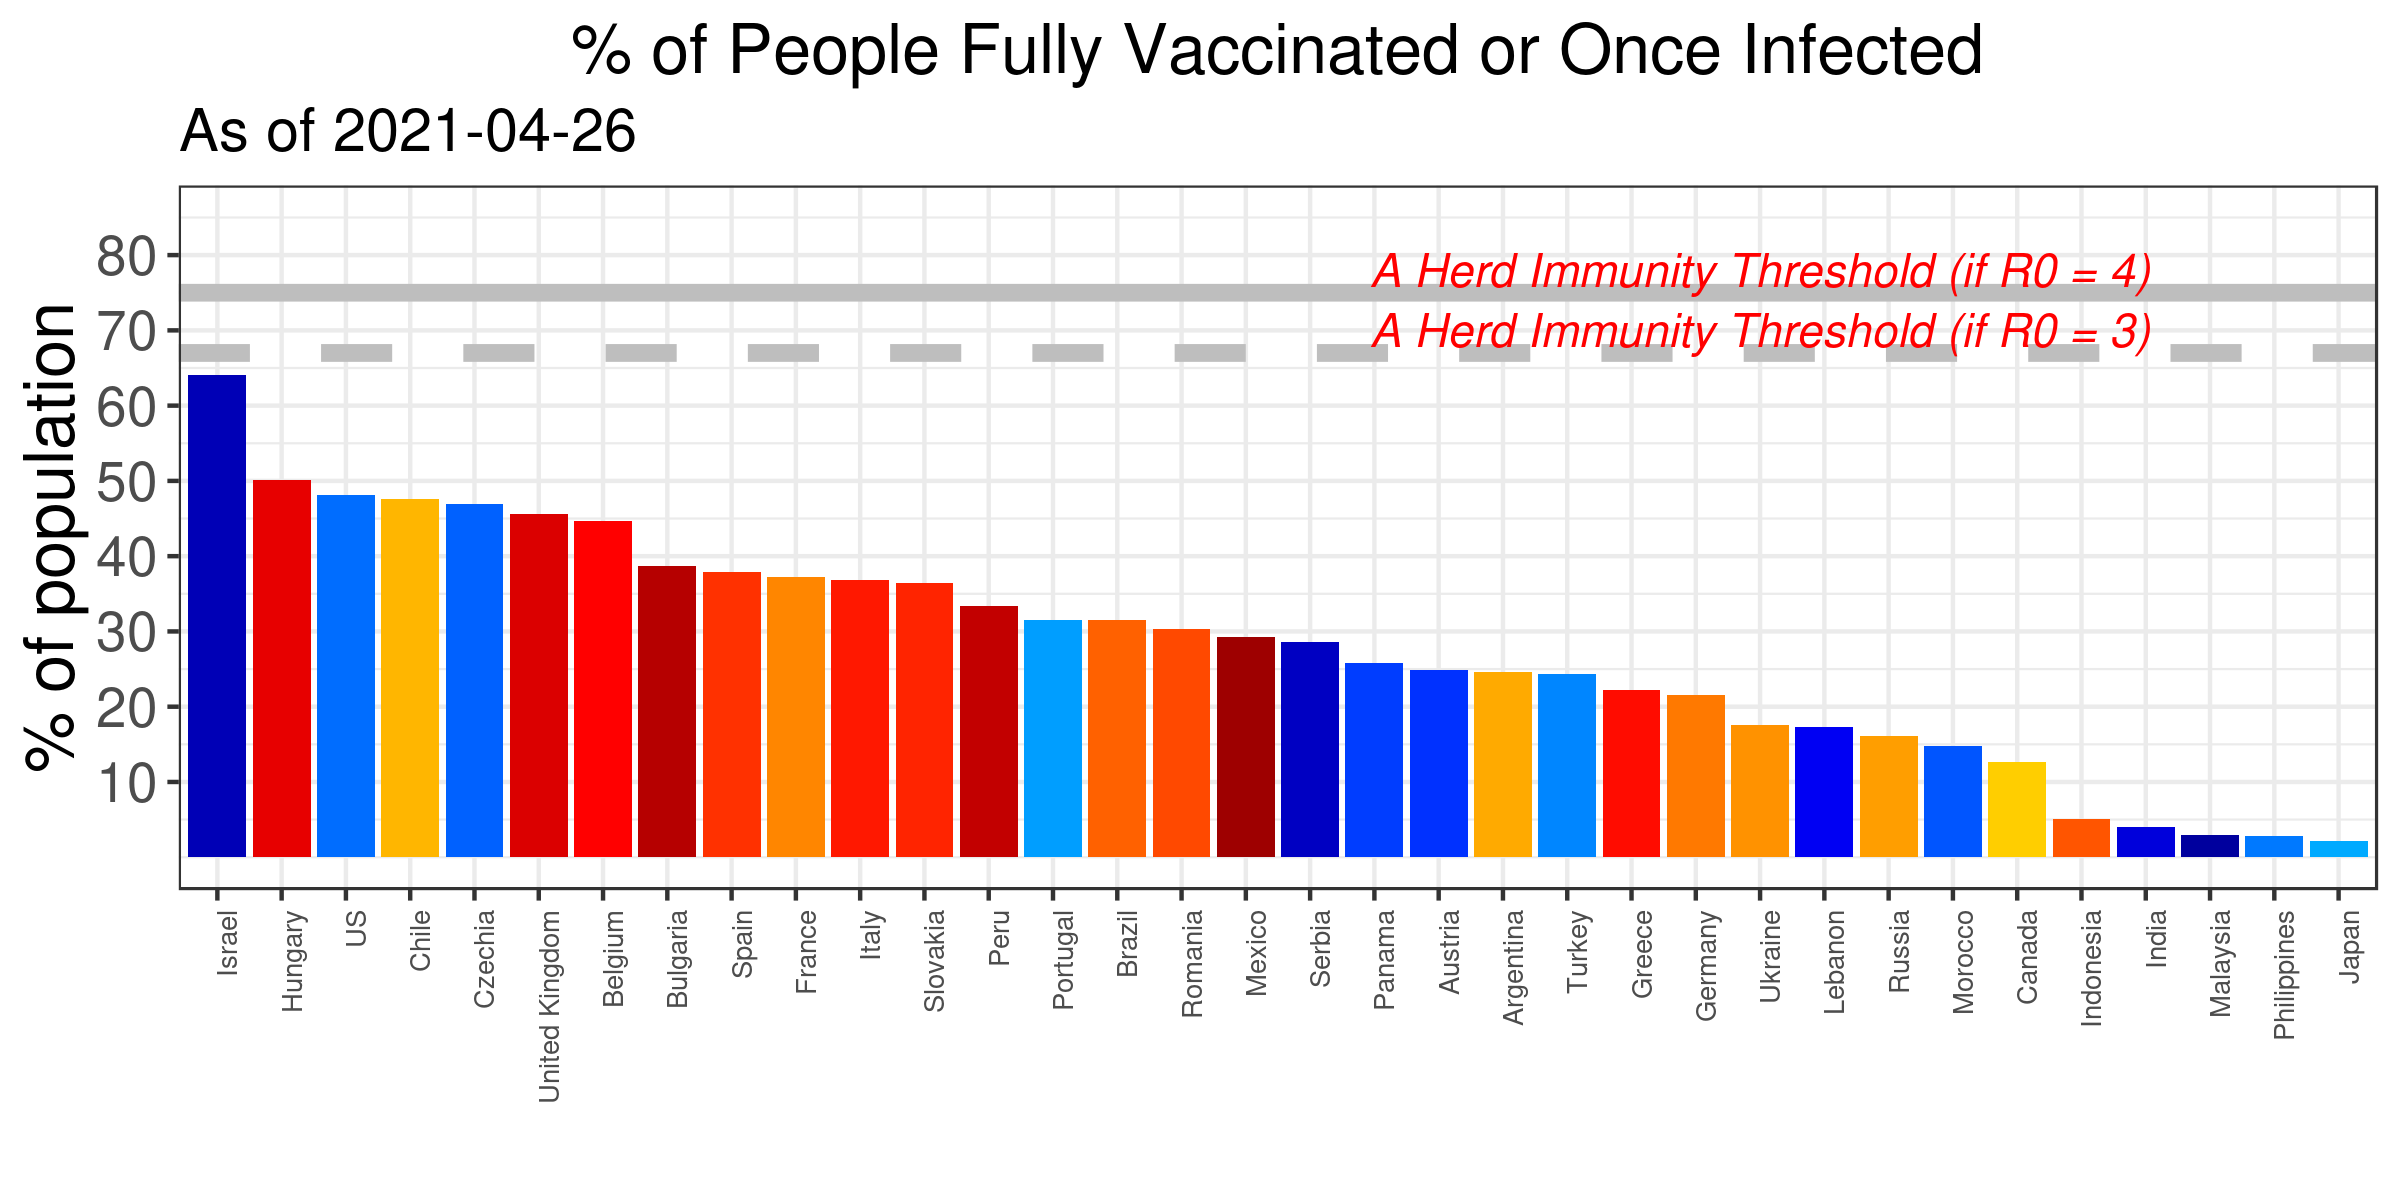 % of People Fully Vaccinated or Once Infected
As of 2021-04-26
% of population
80
70
60
50
40
30
20
10
A Herd Immunity Threshold (if R0 = 4)
A Herd Immunity Threshold (if R0 = 3)
Israel
Hungary
US
Chile
Czechia
United Kingdom
Belgium
Bulgaria
Spain
France
Italy
Slovakia
Peru
Portugal
Brazil
Romania
Mexico
Serbia
Panama
Austria
Argentina
Turkey
Greece
Germany
Ukraine
Lebanon
Russia
Morocco
Canada
Indonesia
India
Malaysia
Philippines
Japan